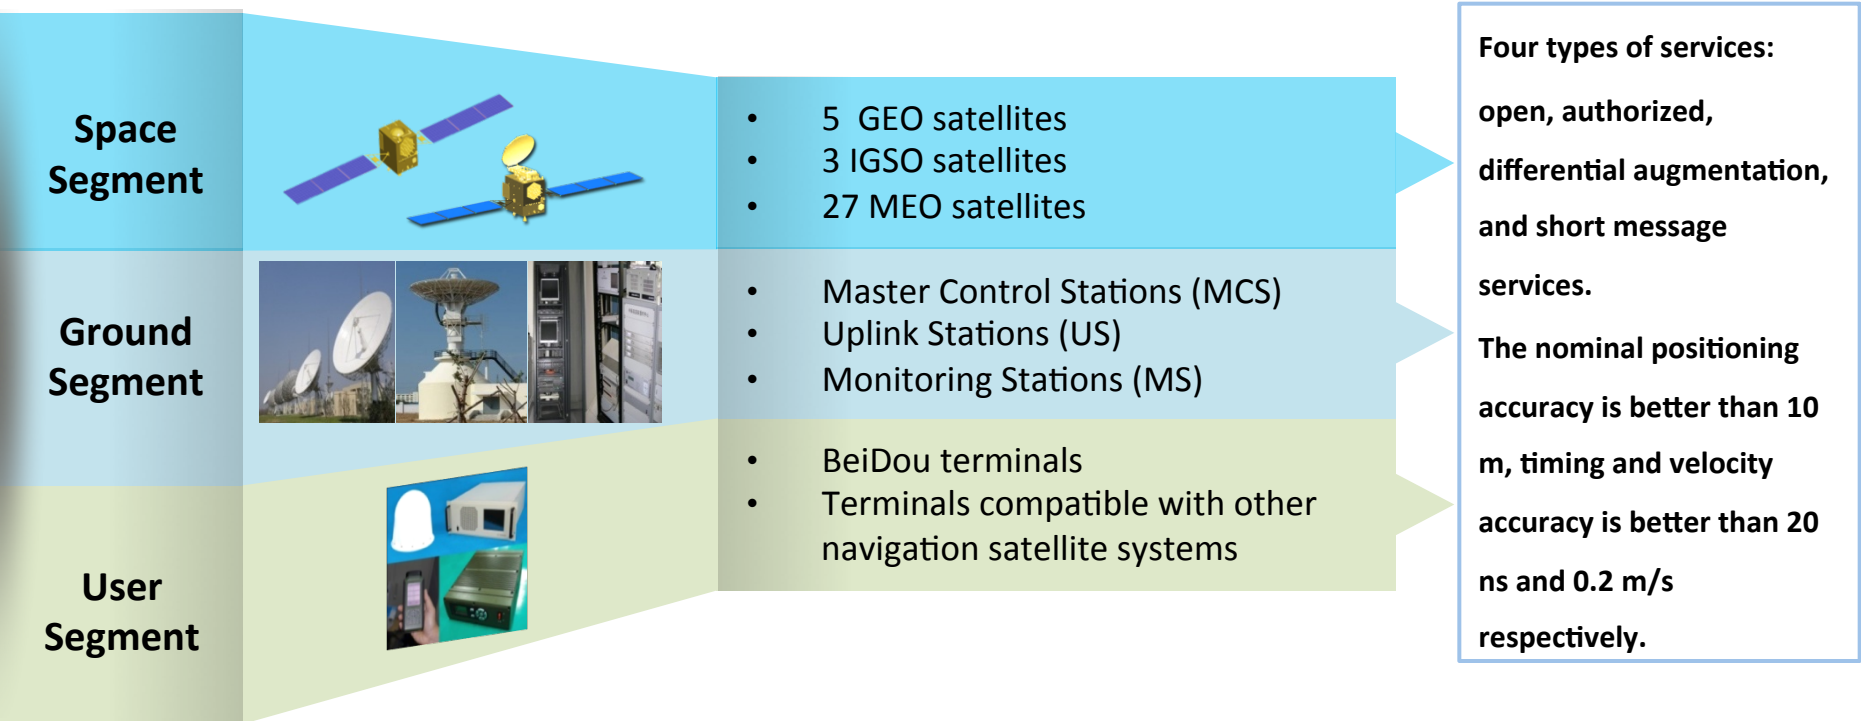 Space
Segment
• 5 GEO satellites
• 3 IGSO satellites
• 27 MEO satellites
Ground
Segment
• Master Control Stations (MCS)
• Uplink Stations (US)
• Monitoring Stations (MS)
User
Segment
• BeiDou terminals
• Terminals compatible with other
navigation satellite systems
Four types of services:
open, authorized,
differential augmentation,
and short message
services.
The nominal positioning
accuracy is better than 10
m, timing and velocity
accuracy is better than 20
ns and 0.2 m/s
respectively.